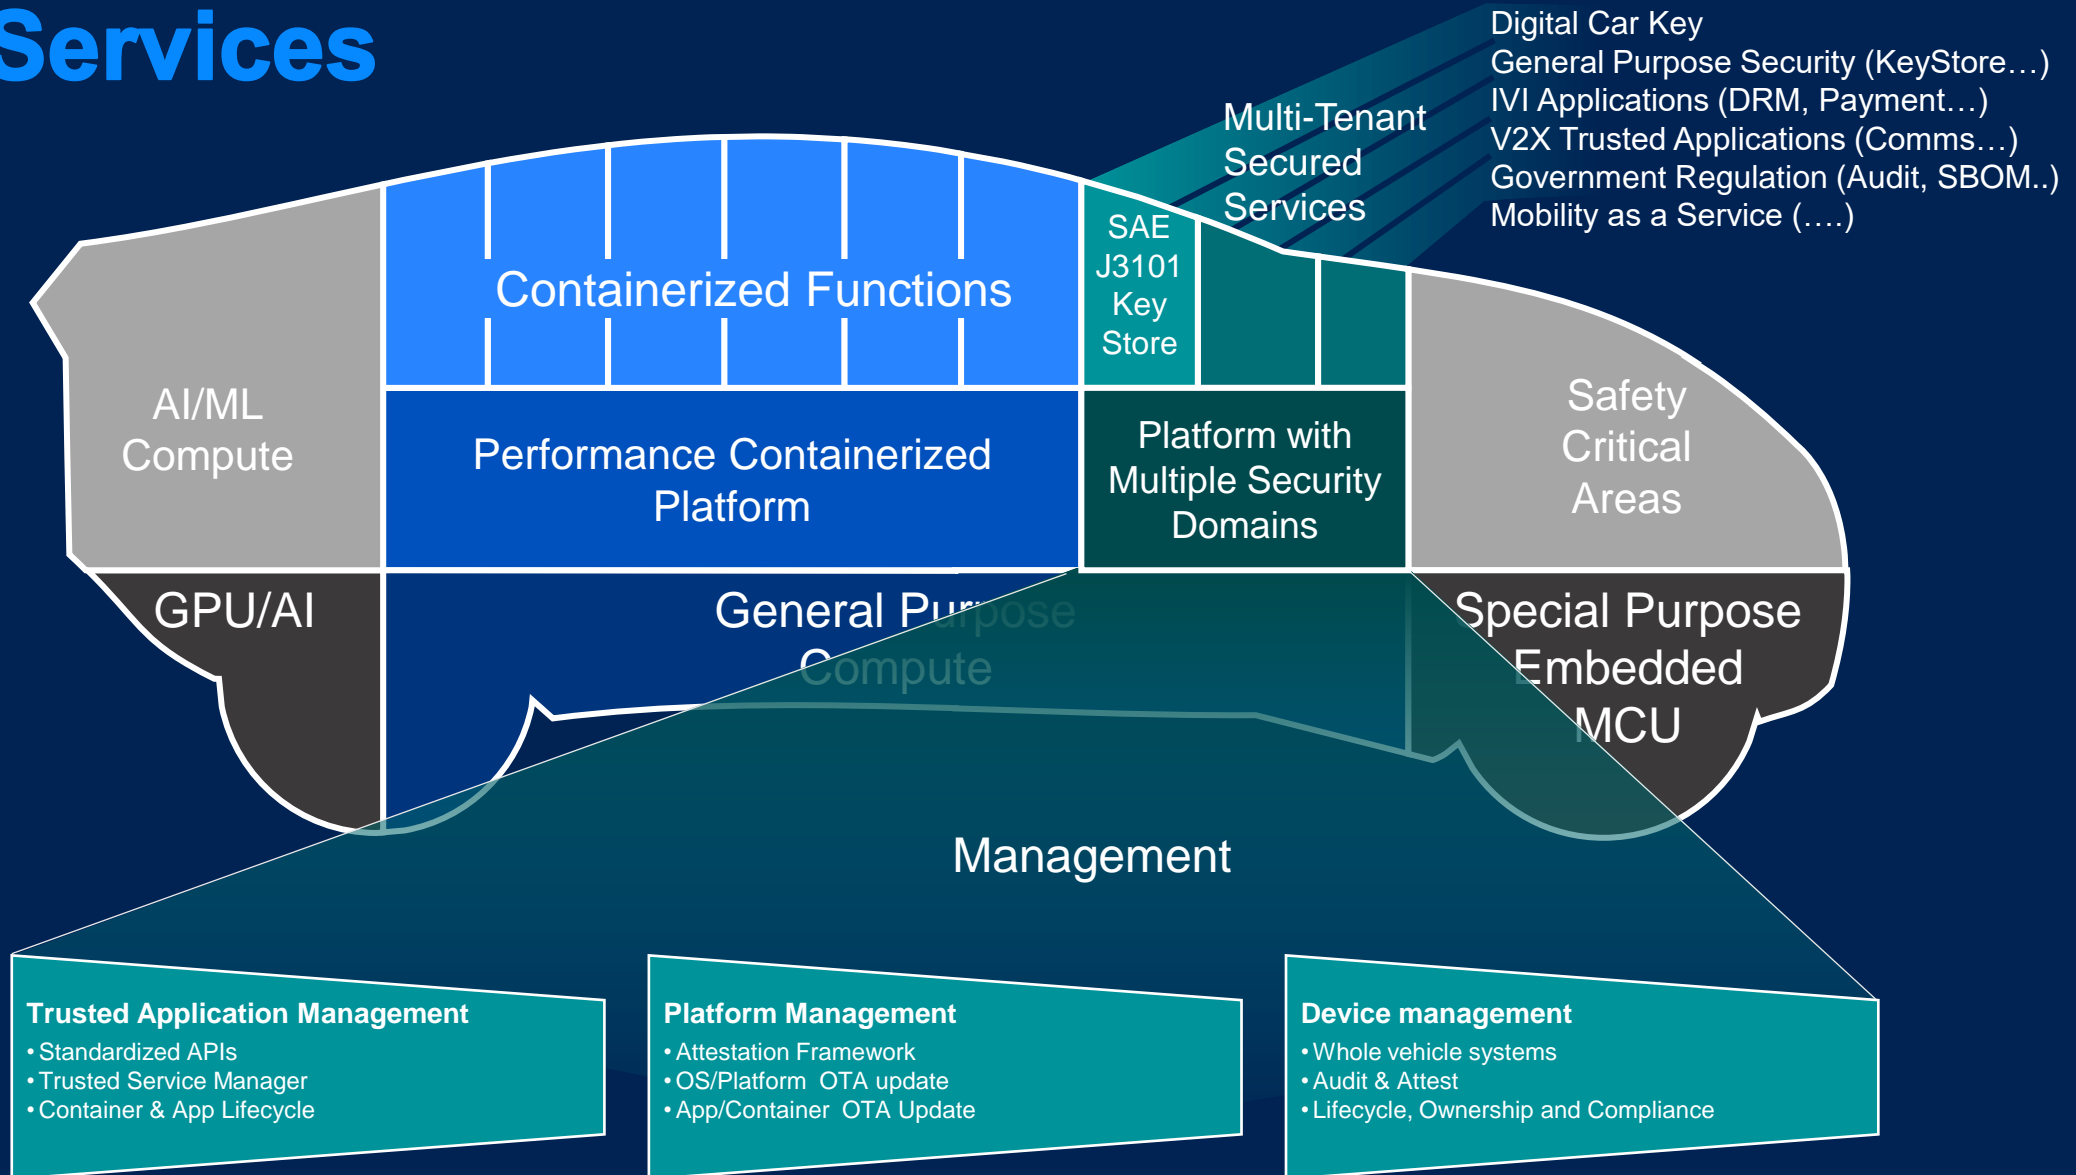 Services
Digital Car Key
General Purpose Security (KeyStore…)
IVI Applications (DRM, Payment…)
V2X Trusted Applications (Comms…)
Government Regulation (Audit, SBOM..)
Mobility as a Service (….)
Multi-Tenant
Secured
Services
SAE
J3101
Key
Store
Containerized Functions
AI/ML
Compute
Performance Containerized
Platform
Platform with
Multiple Security
Domains
Safety
Critical
Areas
GPU/AI
General Purpose
Compute
Special Purpose
Embedded
MCU
Management
Trusted Application Management
• Standardized APIs
• Trusted Service Manager
• Container & App Lifecycle
Platform Management
• Attestation Framework
• OS/Platform  OTA update
• App/Container  OTA Update
Device management
• Whole vehicle systems
• Audit & Attest
• Lifecycle, Ownership and Compliance